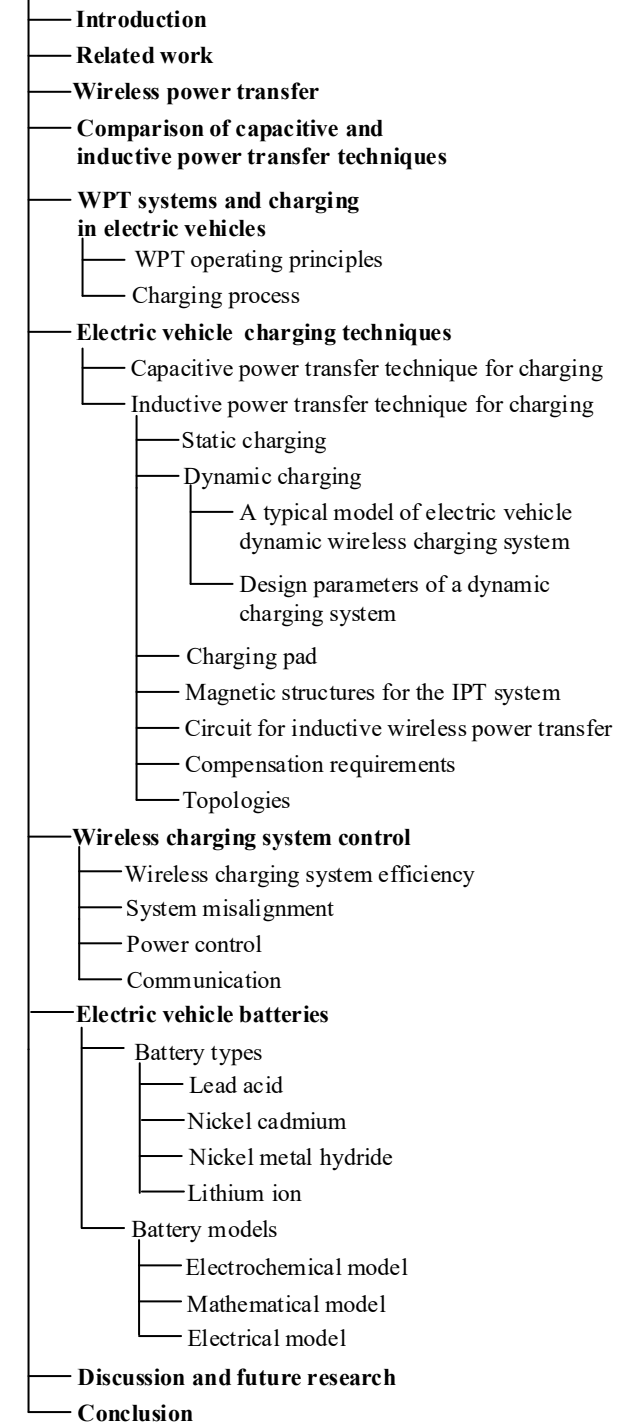 Introduction
Related work
Wireless power transfer
Comparison of capacitive and
inductive power transfer techniques
WPT systems and charging
in electric vehicles
WPT operating principles
Charging process
Electric vehicle charging techniques
Capacitive power transfer technique for charging
Inductive power transfer technique for charging
Static charging
Dynamic charging
A typical model of electric vehicle
dynamic wireless charging system
Design parameters of a dynamic
charging system
Charging pad
Magnetic structures for the IPT system
Circuit for inductive wireless power transfer
Compensation requirements
Topologies
Wireless charging system control
Wireless charging system efficiency
System misalignment
Power control
Communication
Electric vehicle batteries
Battery types
Lead acid
Nickel cadmium
Nickel metal hydride
Lithium ion
Battery models
Electrochemical model
Mathematical model
Electrical model
Discussion and future research
Conclusion